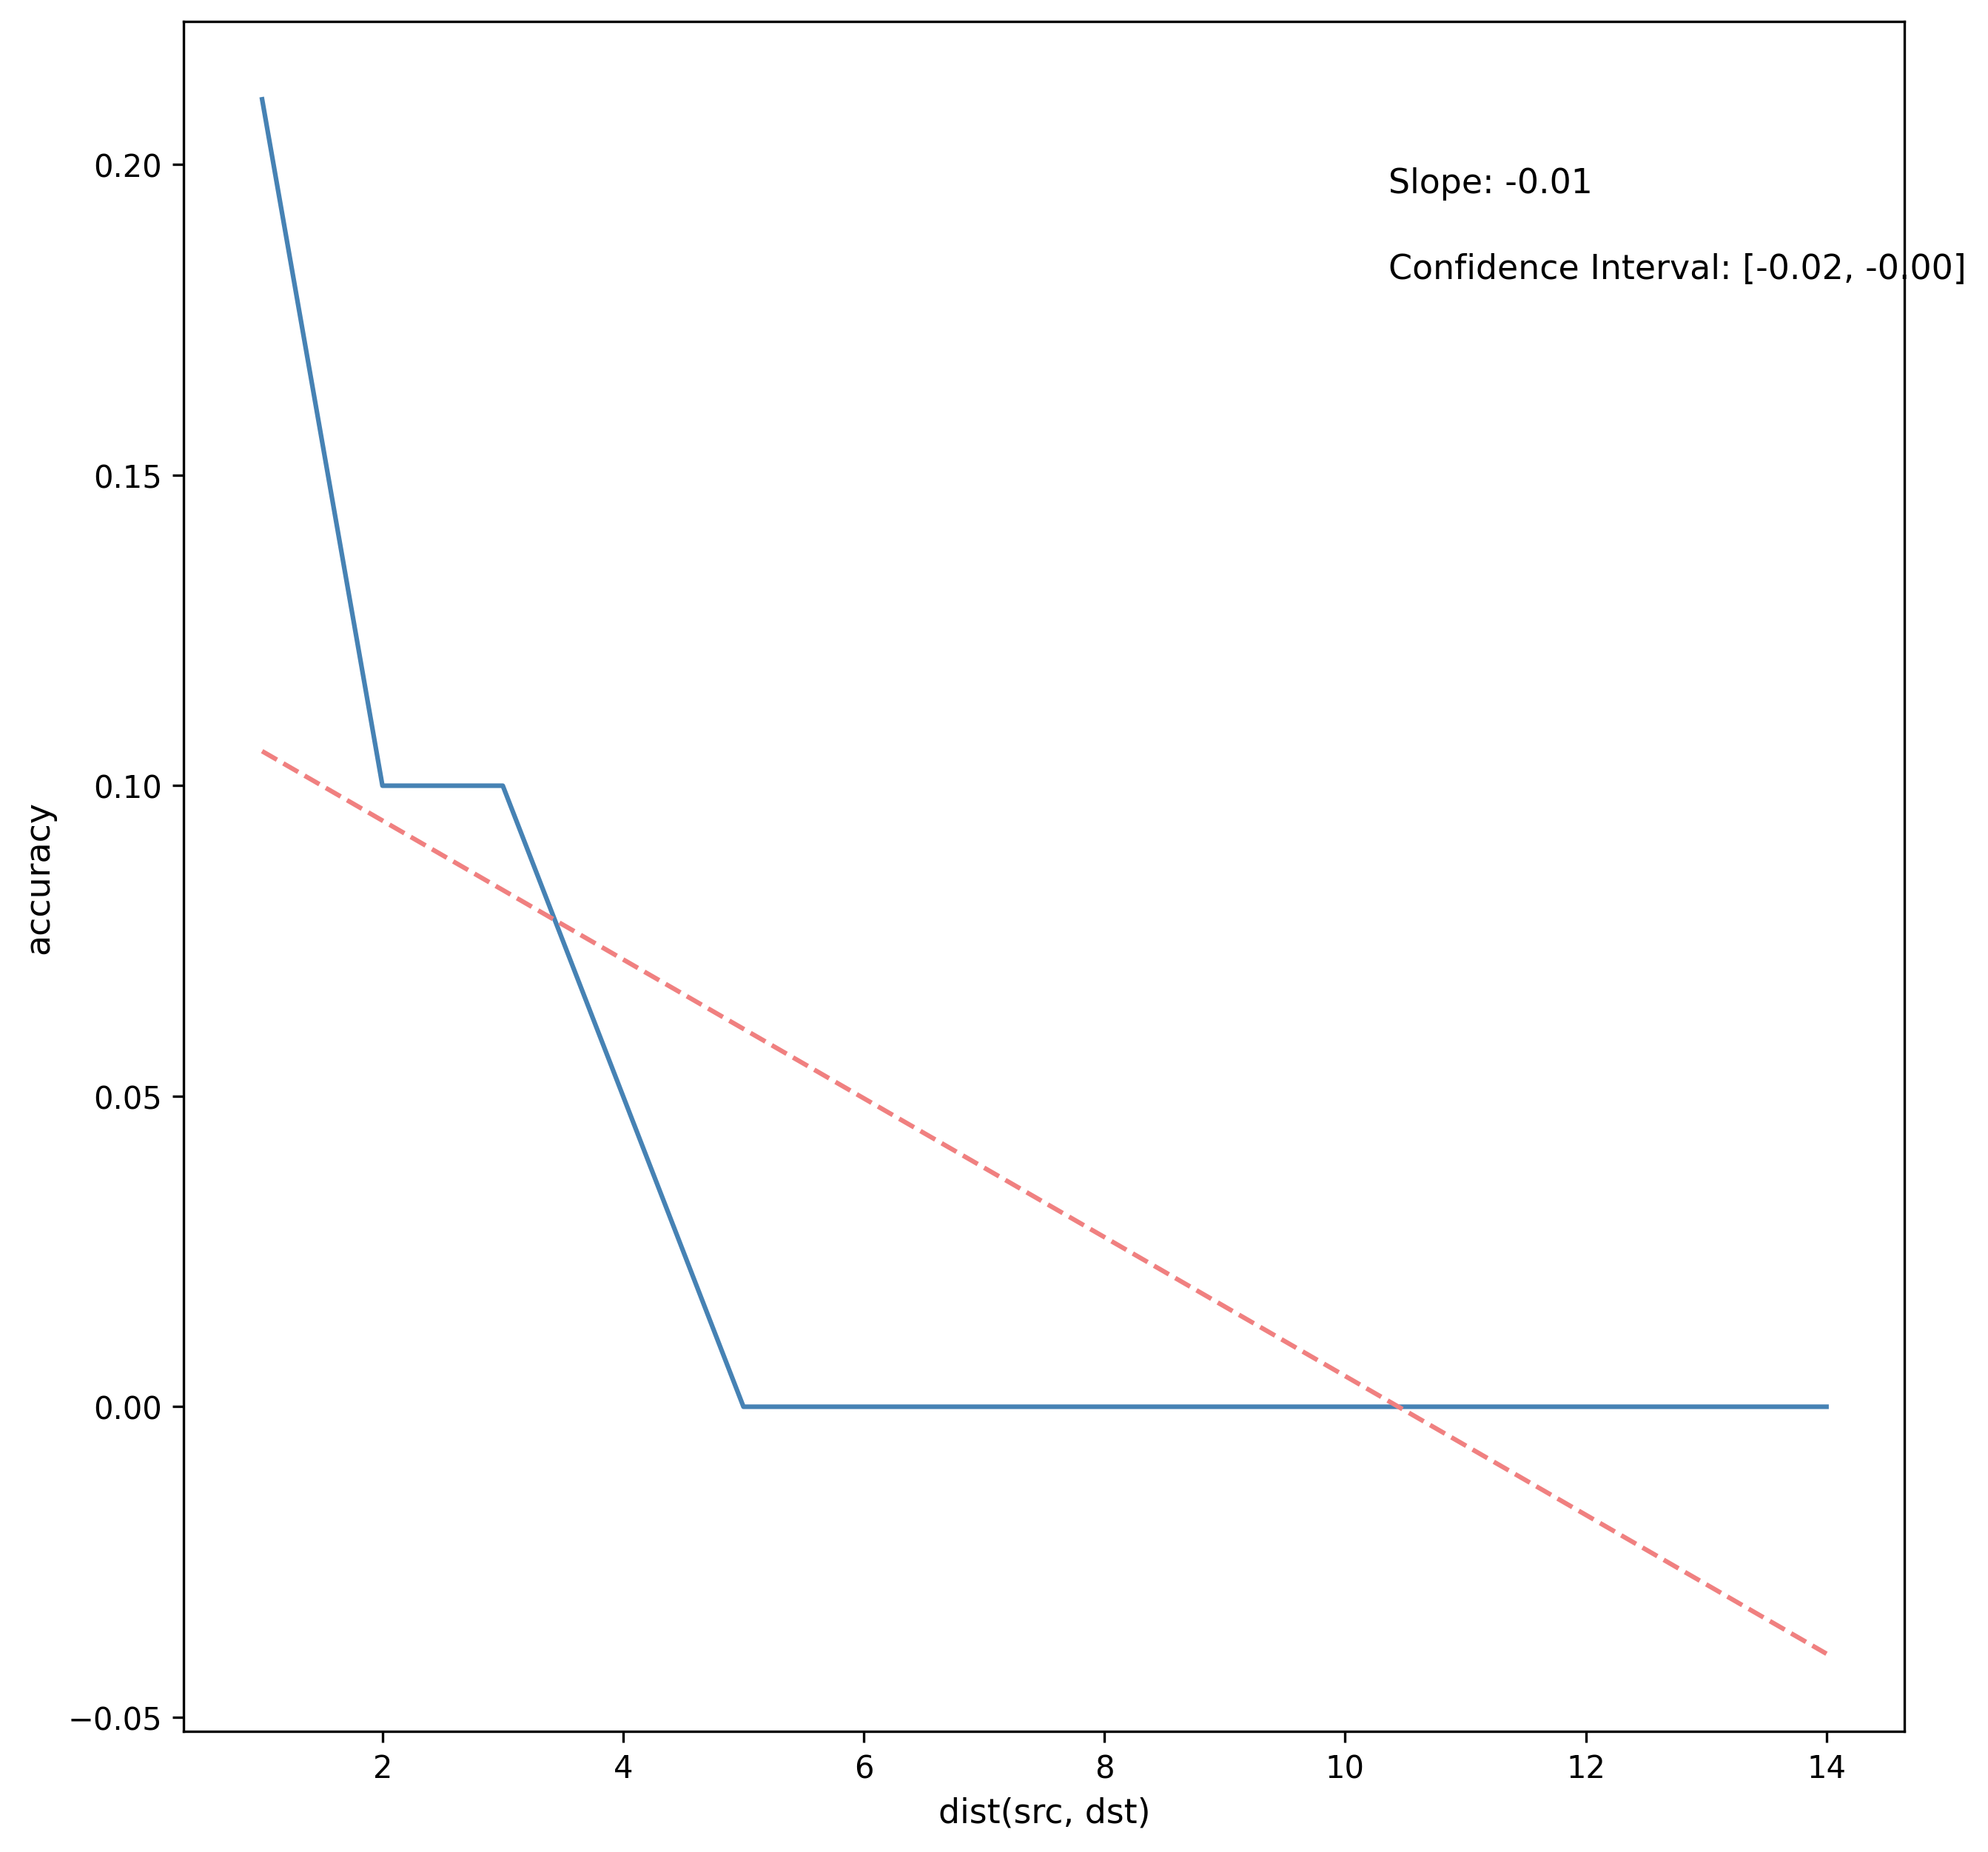 0.20
0.15
0.10
0.05
0.00
−0.05
accuracy
Slope: -0.01
Confidence Interval: [-0.02, -0.00]
2 4 6 8 10 12 14
dist(src, dst)